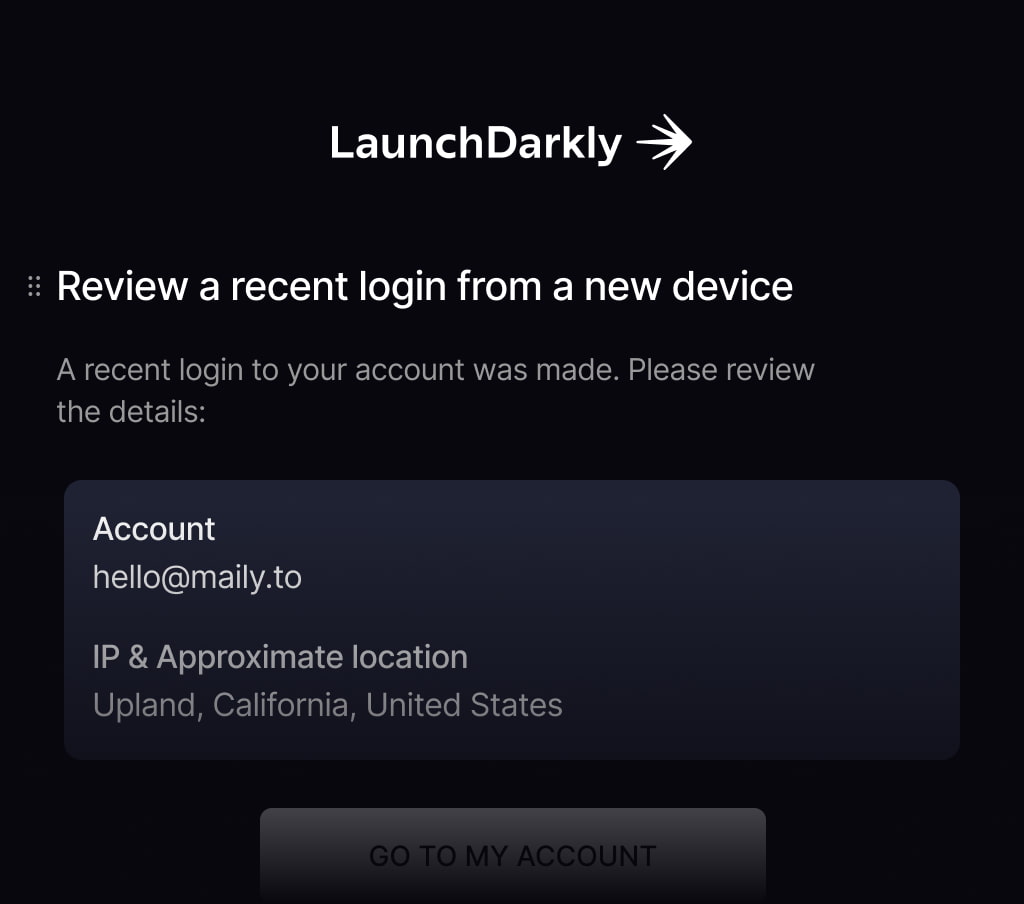 LaunchDarkly
Review a recent login from a new device
A recent login to your account was made. Please review
the details:
Account
hello@maily.to
IP & Approximate location
Upland, California, United States
GO TO MY ACCOUNT